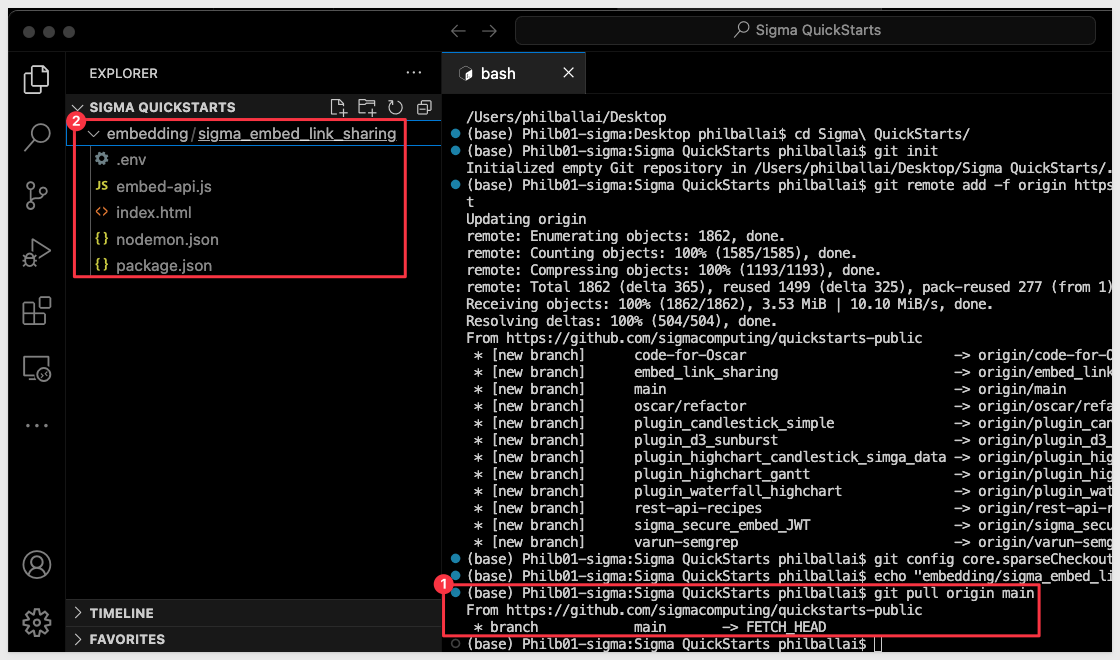 Sigma QuickStarts
EXPLORER
SIGMA QUICKSTARTS
2
embedding/sigma_embed_link_sharing
.env
JS embed-api.js
<> index.html
{} nodemon.json
{} package.json
TIMELINE
FAVORITES
bash
/Users/philballai/Desktop
(base) Philb01-sigma:Desktop philballai$ cd Sigma\ QuickStarts/
(base) Philb01-sigma:Sigma QuickStarts philballai$ git init
Initialized empty Git repository in /Users/philballai/Desktop/Sigma QuickStarts/.
(base) Philb01-sigma:Sigma QuickStarts philballai$ git remote add -f origin https
t
Updating origin
remote: Enumerating objects: 1862, done.
remote: Counting objects: 100% (1585/1585), done.
remote: Compressing objects: 100% (1193/1193), done.
remote: Total 1862 (delta 365), reused 1499 (delta 325), pack-reused 277 (from 1)
Receiving objects: 100% (1862/1862), 3.53 MiB | 10.10 MiB/s, done.
Resolving deltas: 100% (504/504), done.
From https://github.com/sigmacomputing/quickstarts-public
* [new branch] code-for-Oscar -> origin/code-for-O
* [new branch] embed_link_sharing -> origin/embed_link
* [new branch] main -> origin/main
* [new branch] oscar/refactor -> origin/oscar/refa
* [new branch] plugin_candlestick_simple -> origin/plugin_can
* [new branch] plugin_d3_sunburst -> origin/plugin_d3_
* [new branch] plugin_highchart_candlestick_simga_data -> origin/plugin_hig
* [new branch] plugin_highchart_gantt -> origin/plugin_hig
* [new branch] plugin_waterfall_highchart -> origin/plugin_wat
* [new branch] rest-api-recipes -> origin/rest-api-r
* [new branch] sigma_secure_embed_JWT -> origin/sigma_secu
* [new branch] varun-semgrep -> origin/varun-semg
(base) Philb01-sigma:Sigma QuickStarts philballai$ git config core.sparseCheckout
(base) Philb01-sigma:Sigma QuickStarts philballai$ echo "embedding/sigma_embed_li
1
(base) Philb01-sigma:Sigma QuickStarts philballai$ git pull origin main
From https://github.com/sigmacomputing/quickstarts-public
* branch main -> FETCH_HEAD
(base) Philb01-sigma:Sigma QuickStarts philballai$